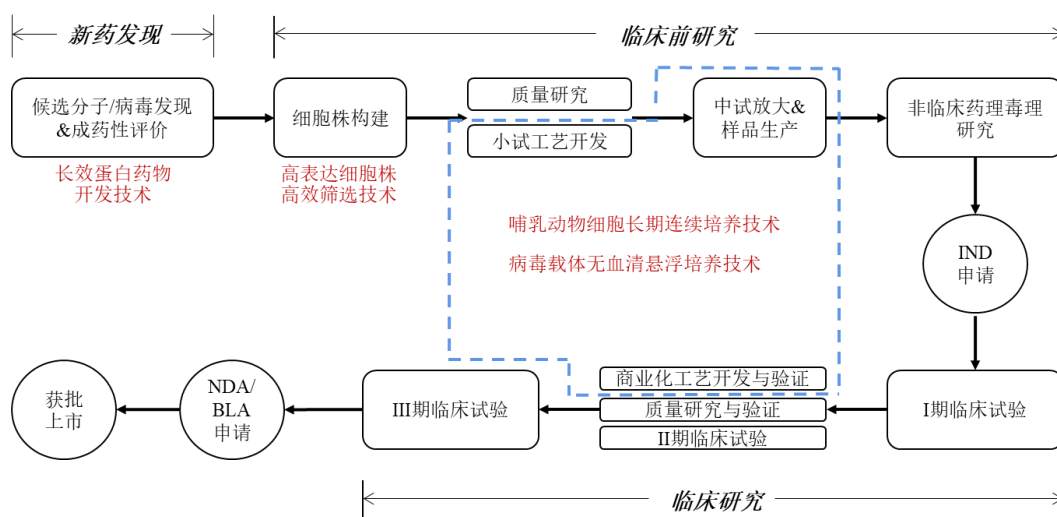 新药发现
临床前研究
候选分子/病毒发现
&成药性评价
细胞株构建
质量研究
小试工艺开发
中试放大&
样品生产
非临床药理毒理
研究
长效蛋白药物
开发技术
高表达细胞株
高效筛选技术
哺乳动物细胞长期连续培养技术
病毒载体无血清悬浮培养技术
IND
申请
获批
上市
NDA/
BLA
申请
III期临床试验
商业化工艺开发与验证
质量研究与验证
II期临床试验
I期临床试验
临床研究